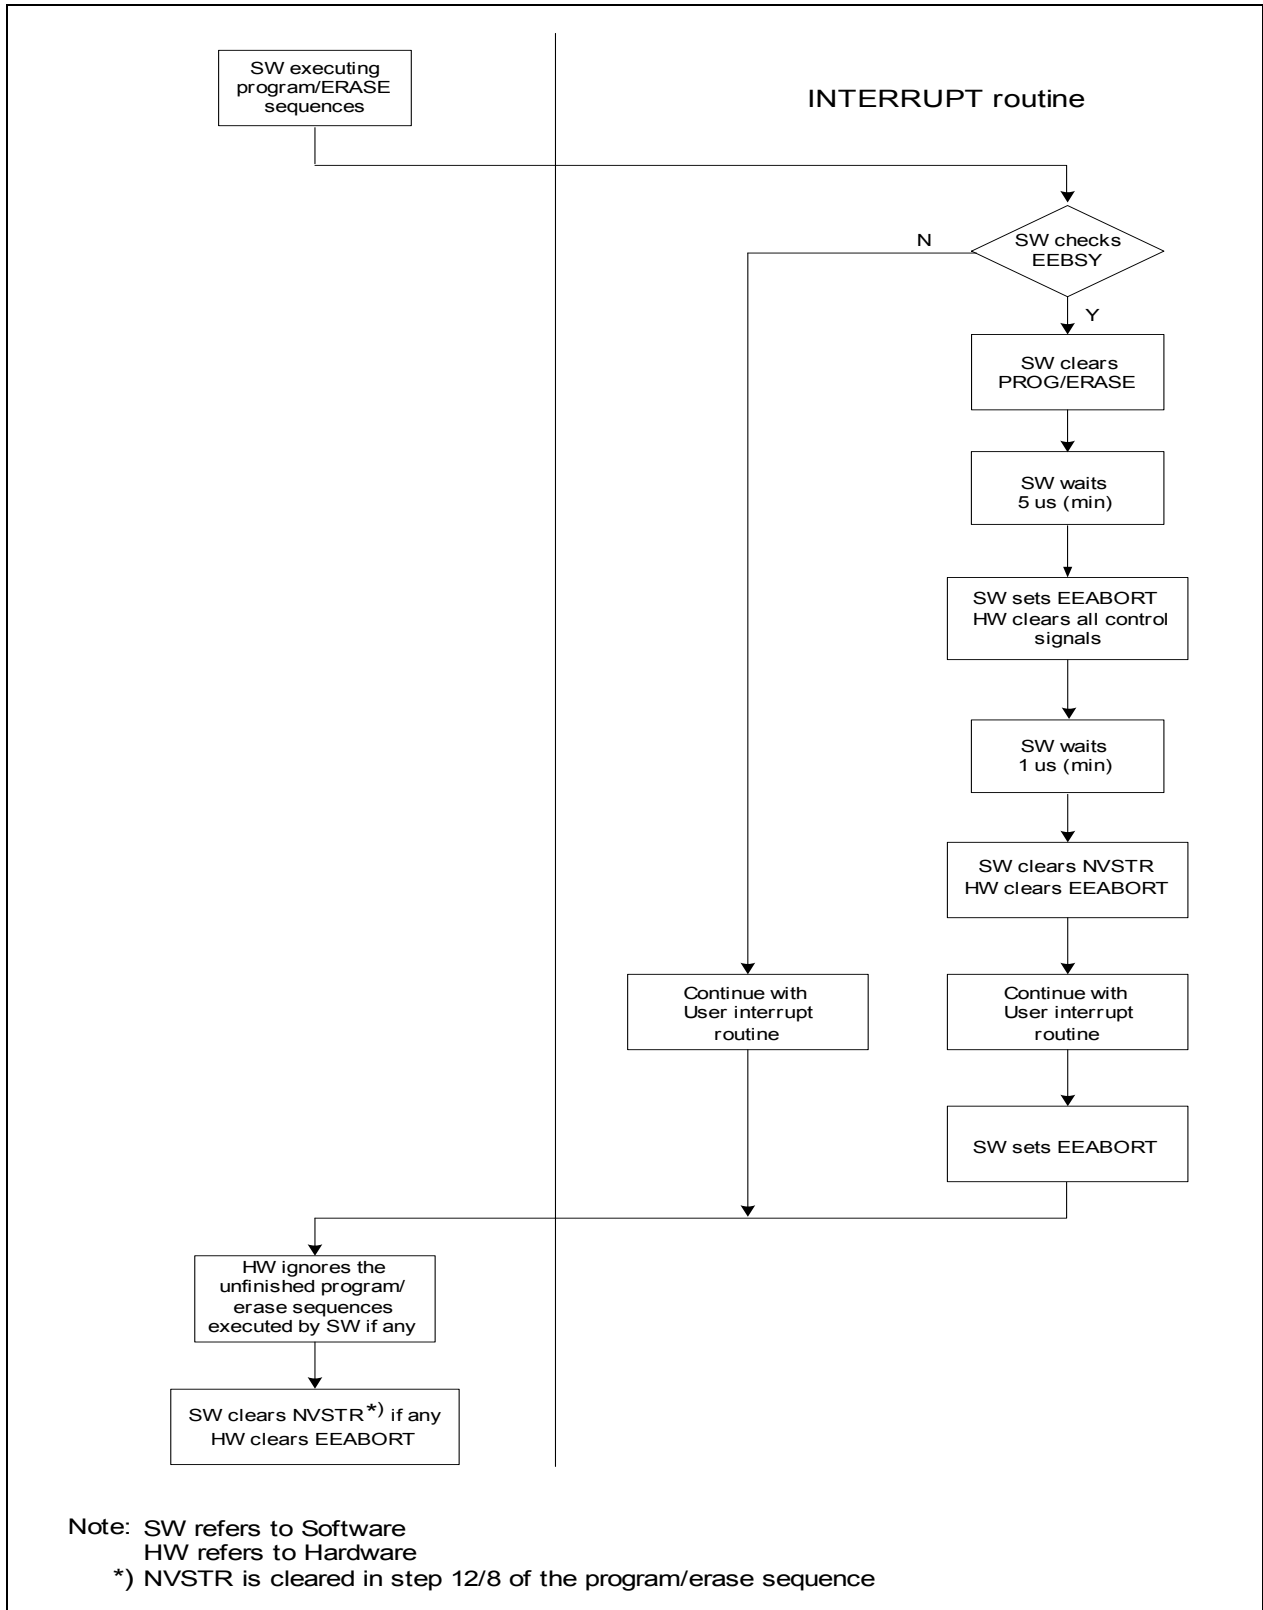 SW executing
program/ERASE
sequences
INTERRUPT routine
SW checks
EEBSY
N
Y
SW clears
PROG/ERASE
SW waits
5 us (min)
SW sets EEABORT
HW clears all control
signals
SW waits
1 us (min)
SW clears NVSTR
HW clears EEABORT
Continue with
User interrupt
routine
Continue with
User interrupt
routine
SW sets EEABORT
HW ignores the
unfinished program/
erase sequences
executed by SW if any
SW clears NVSTR*) if any
HW clears EEABORT
Note: SW refers to Software
HW refers to Hardware
*) NVSTR is cleared in step 12/8 of the program/erase sequence